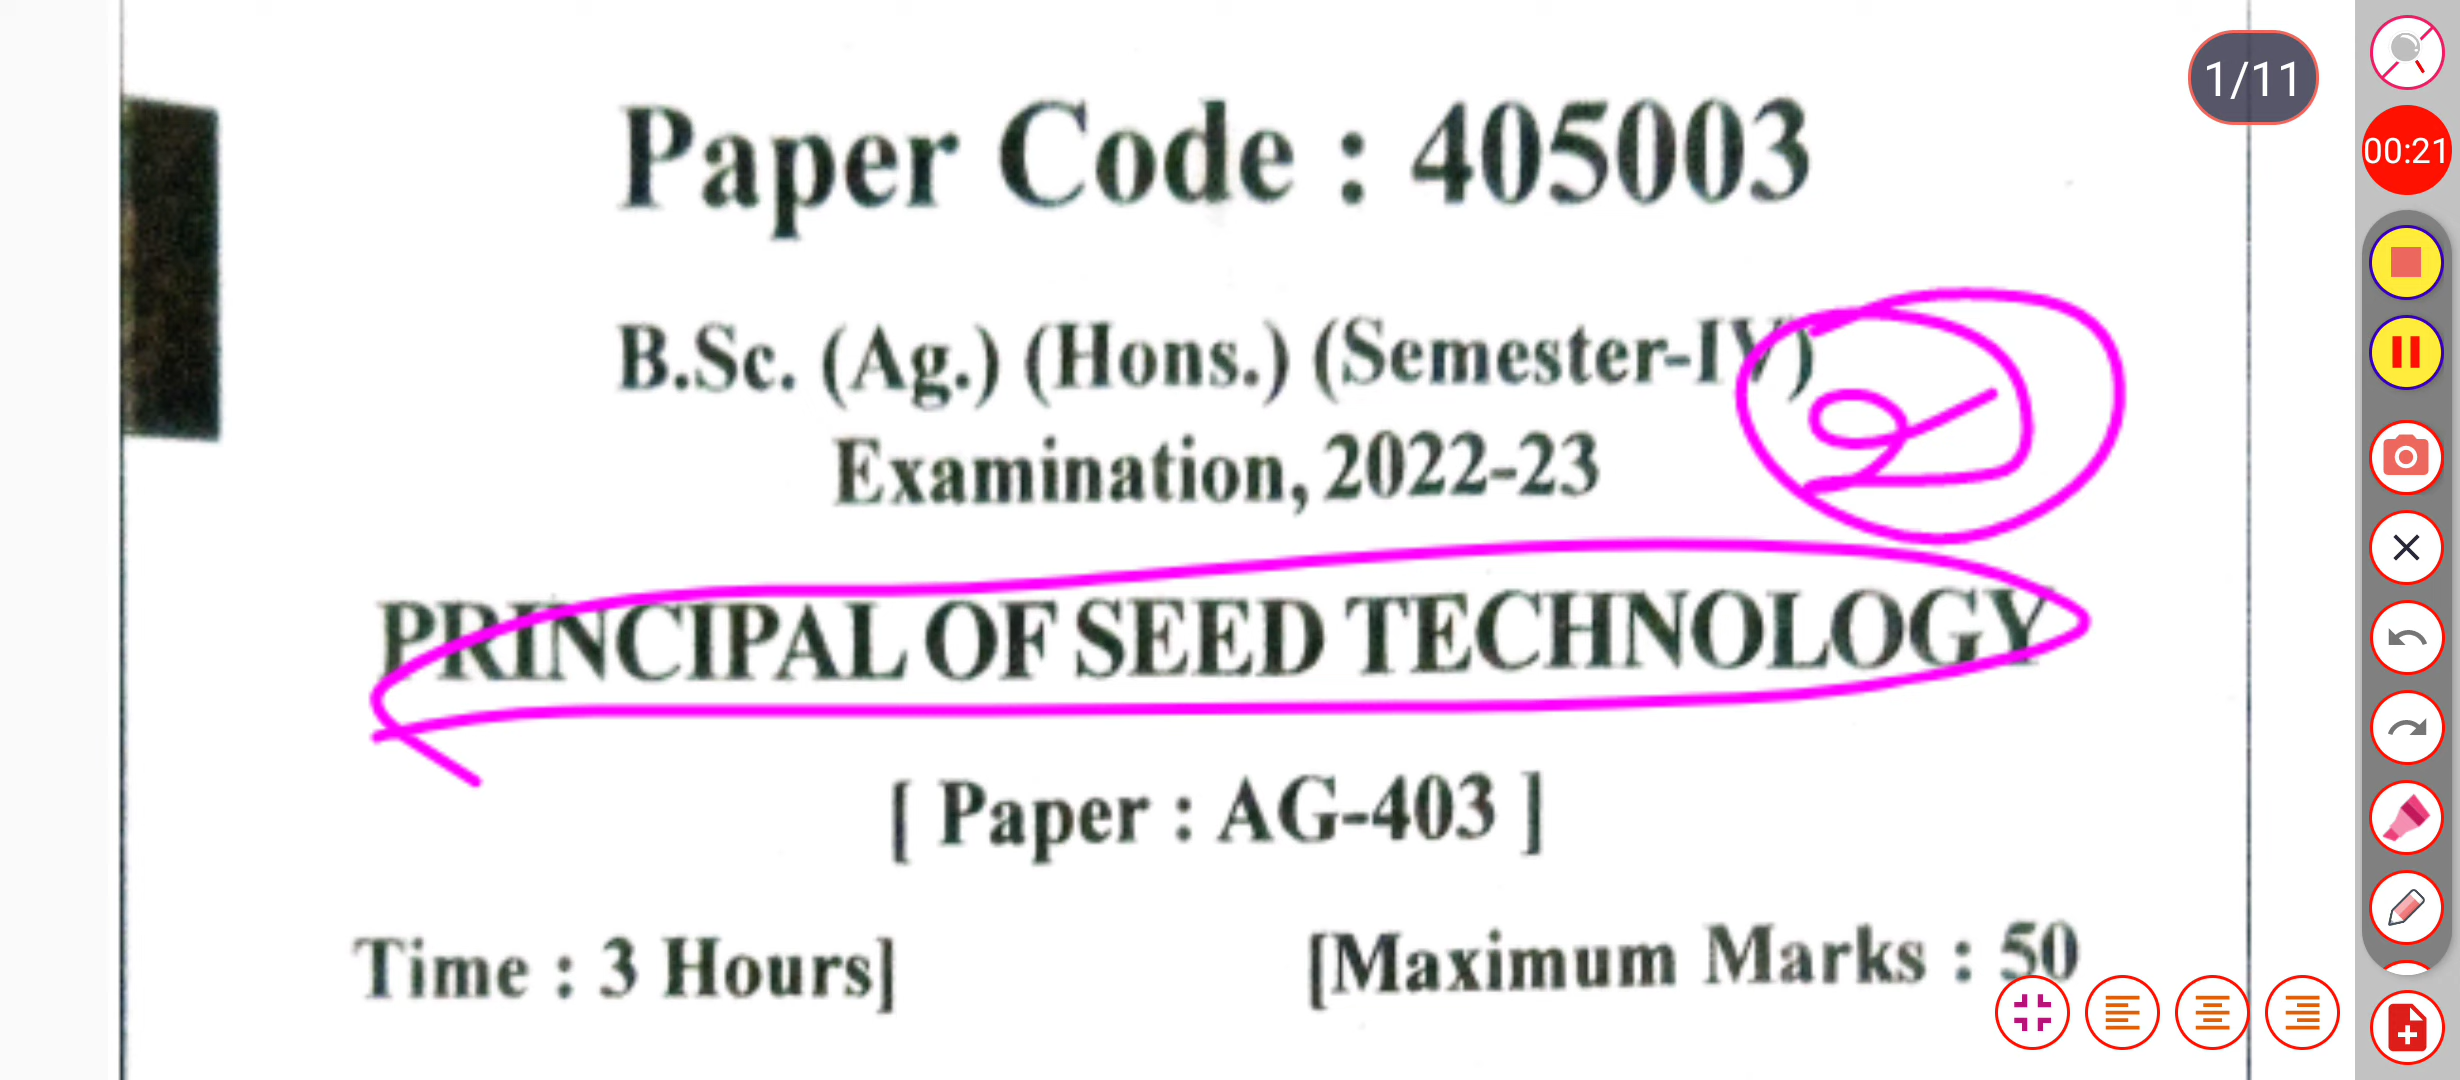 Paper Code : 405003
1/11
00:21
B.Sc. (Ag.) (Hons.) (Semester-IV)
2
Examination, 2022-23
PRINCIPAL OF SEED TECHNOLOGY
[ Paper : AG-403 ]
Time : 3 Hours]
[Maximum Marks : 50